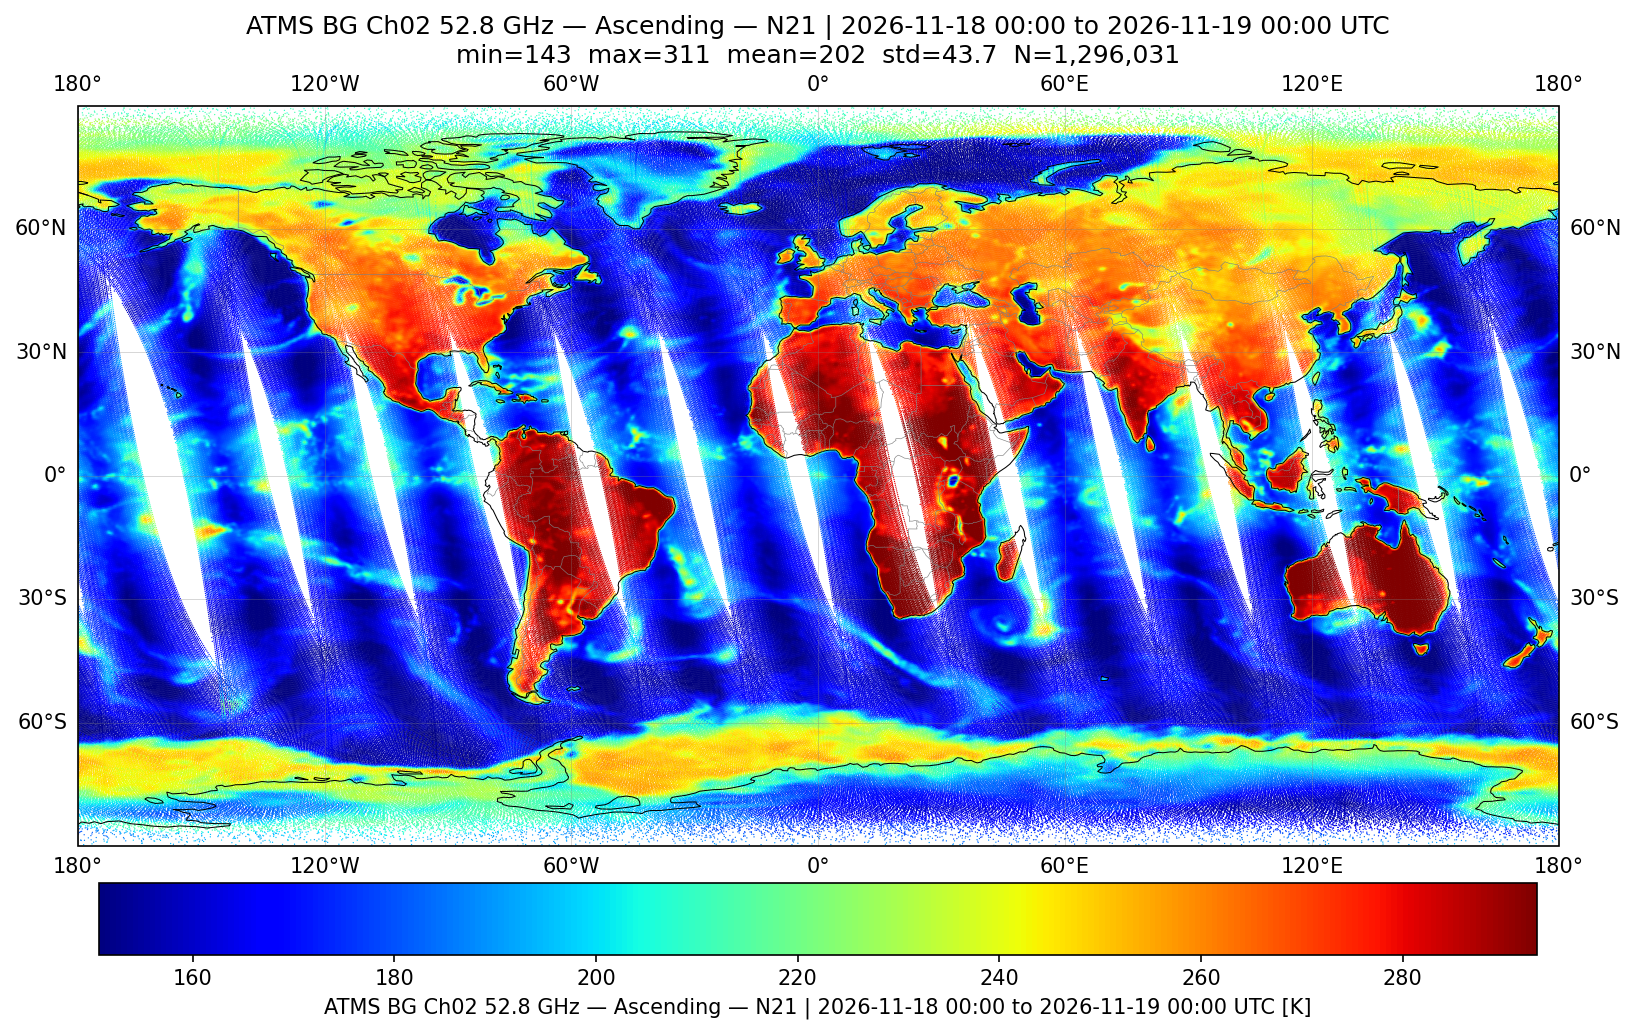 ATMS BG Ch02 52.8 GHz — Ascending — N21 | 2026-11-18 00:00 to 2026-11-19 00:00 UTC
min=143 max=311 mean=202 std=43.7 N=1,296,031
180° 120°W 60°W 0° 60°E 120°E 180°
60°N 60°N
30°N 30°N
0° 0°
30°S 30°S
60°S 60°S
180° 120°W 60°W 0° 60°E 120°E 180°
160 180 200 220 240 260 280
ATMS BG Ch02 52.8 GHz — Ascending — N21 | 2026-11-18 00:00 to 2026-11-19 00:00 UTC [K]